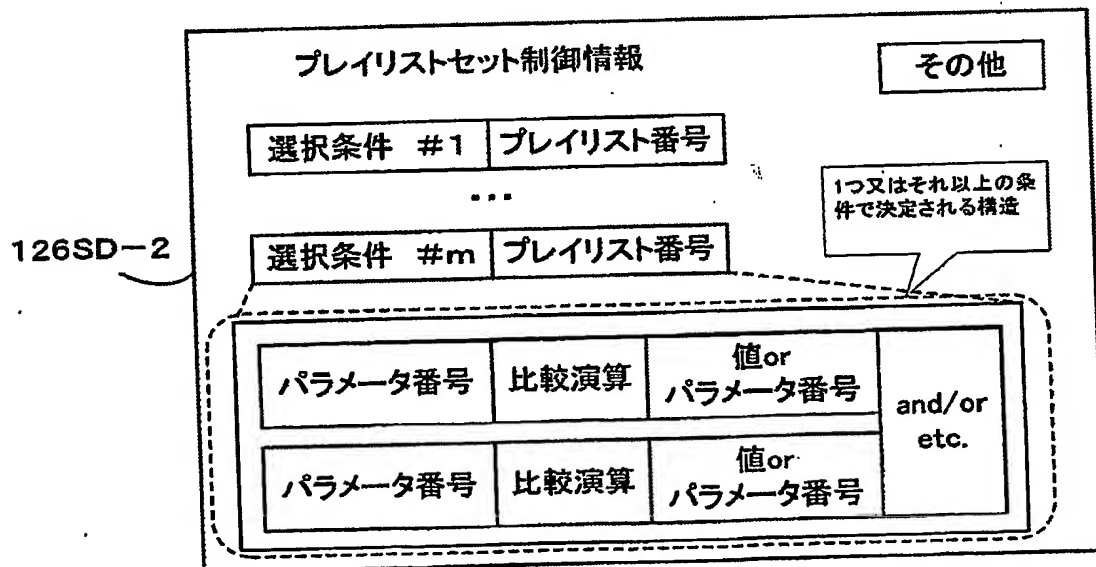 プレイリストセット制御情報
その他
選択条件 #1 プレイリスト番号
...
1つ又はそれ以上の条
件で決定される構造
126SD-2
選択条件 #m プレイリスト番号
パラメータ番号 比較演算 値or
パラメータ番号
and/or
etc.
パラメータ番号 比較演算 値or
パラメータ番号